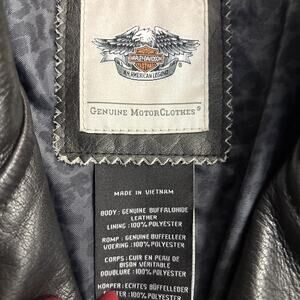 HARLEY-DAVIDSON
AN AMERICAN LEGEND
GENUINE MOTORCLOTHES®
MADE IN VIETNAM
BODY: GENUINE BUFFALOHIDE
LEATHER
LINING : 100% POLYESTER
ROMP : GENUINE BUFFELLEER
VOERING : 100% POLYESTER
CORPS : CUIR EN PEAU DE
BISON VÉRITABLE
DOUBLURE : 100% POLYESTER
KÖRPER: ECHTES BÜFFELLEDER
TER: 100% POLYESTER